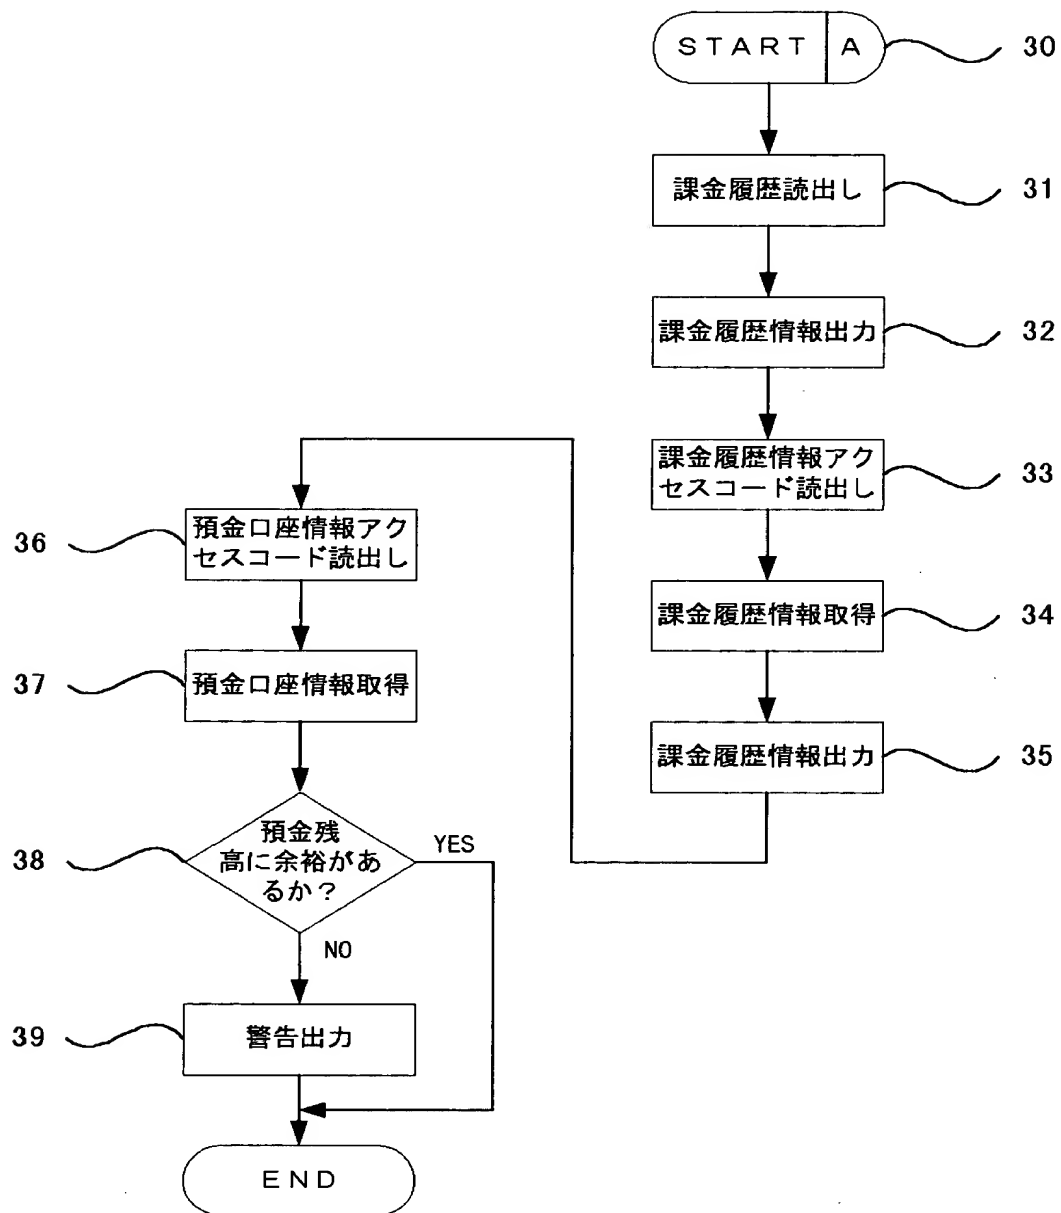 START A
30
課金履歴読出し
31
課金履歴情報出力
32
課金履歴情報アク
セスコード読出し
33
課金履歴情報取得
34
課金履歴情報出力
35
36
預金口座情報アク
セスコード読出し
37
預金口座情報取得
38
預金残
高に余裕があ
るか？
YES
NO
39
警告出力
END